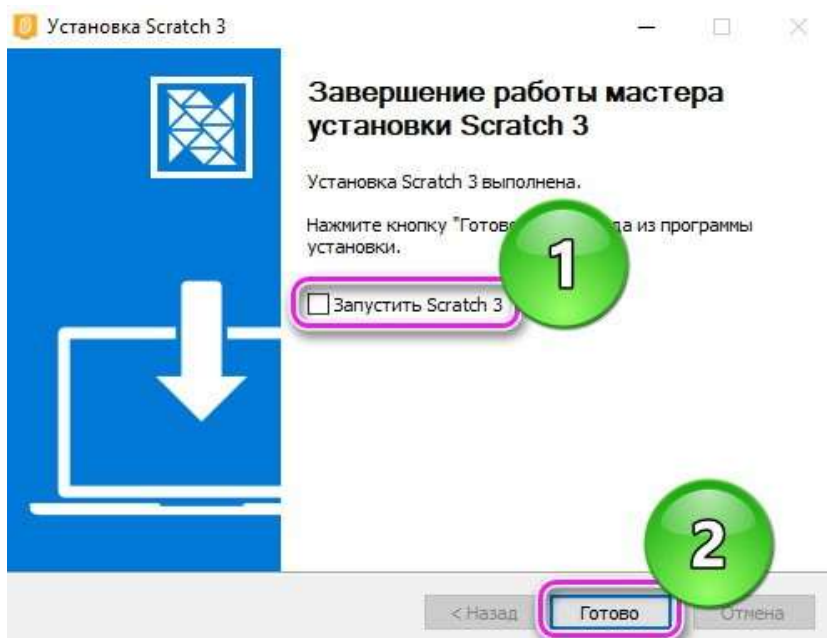 Установка Scratch 3
Завершение работы мастера
установки Scratch 3
Установка Scratch 3 выполнена.
Нажмите кнопку "Готово из программы
установки.
1
Запустить Scratch 3
2
< Назад Готово Отмена